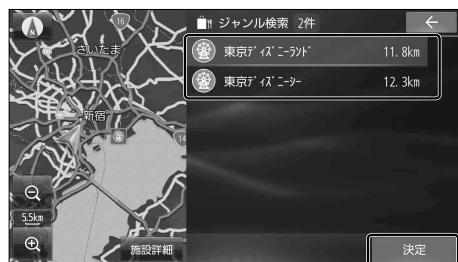 ジャンル検索 2件
東京ﾃﾞｨｽﾞﾆｰﾗﾝﾄﾞ 11.8km
東京ﾃﾞｨｽﾞﾆｰｼｰ 12.3km
N
16
さいたま
新宿
14
5.5km
施設詳細
決定